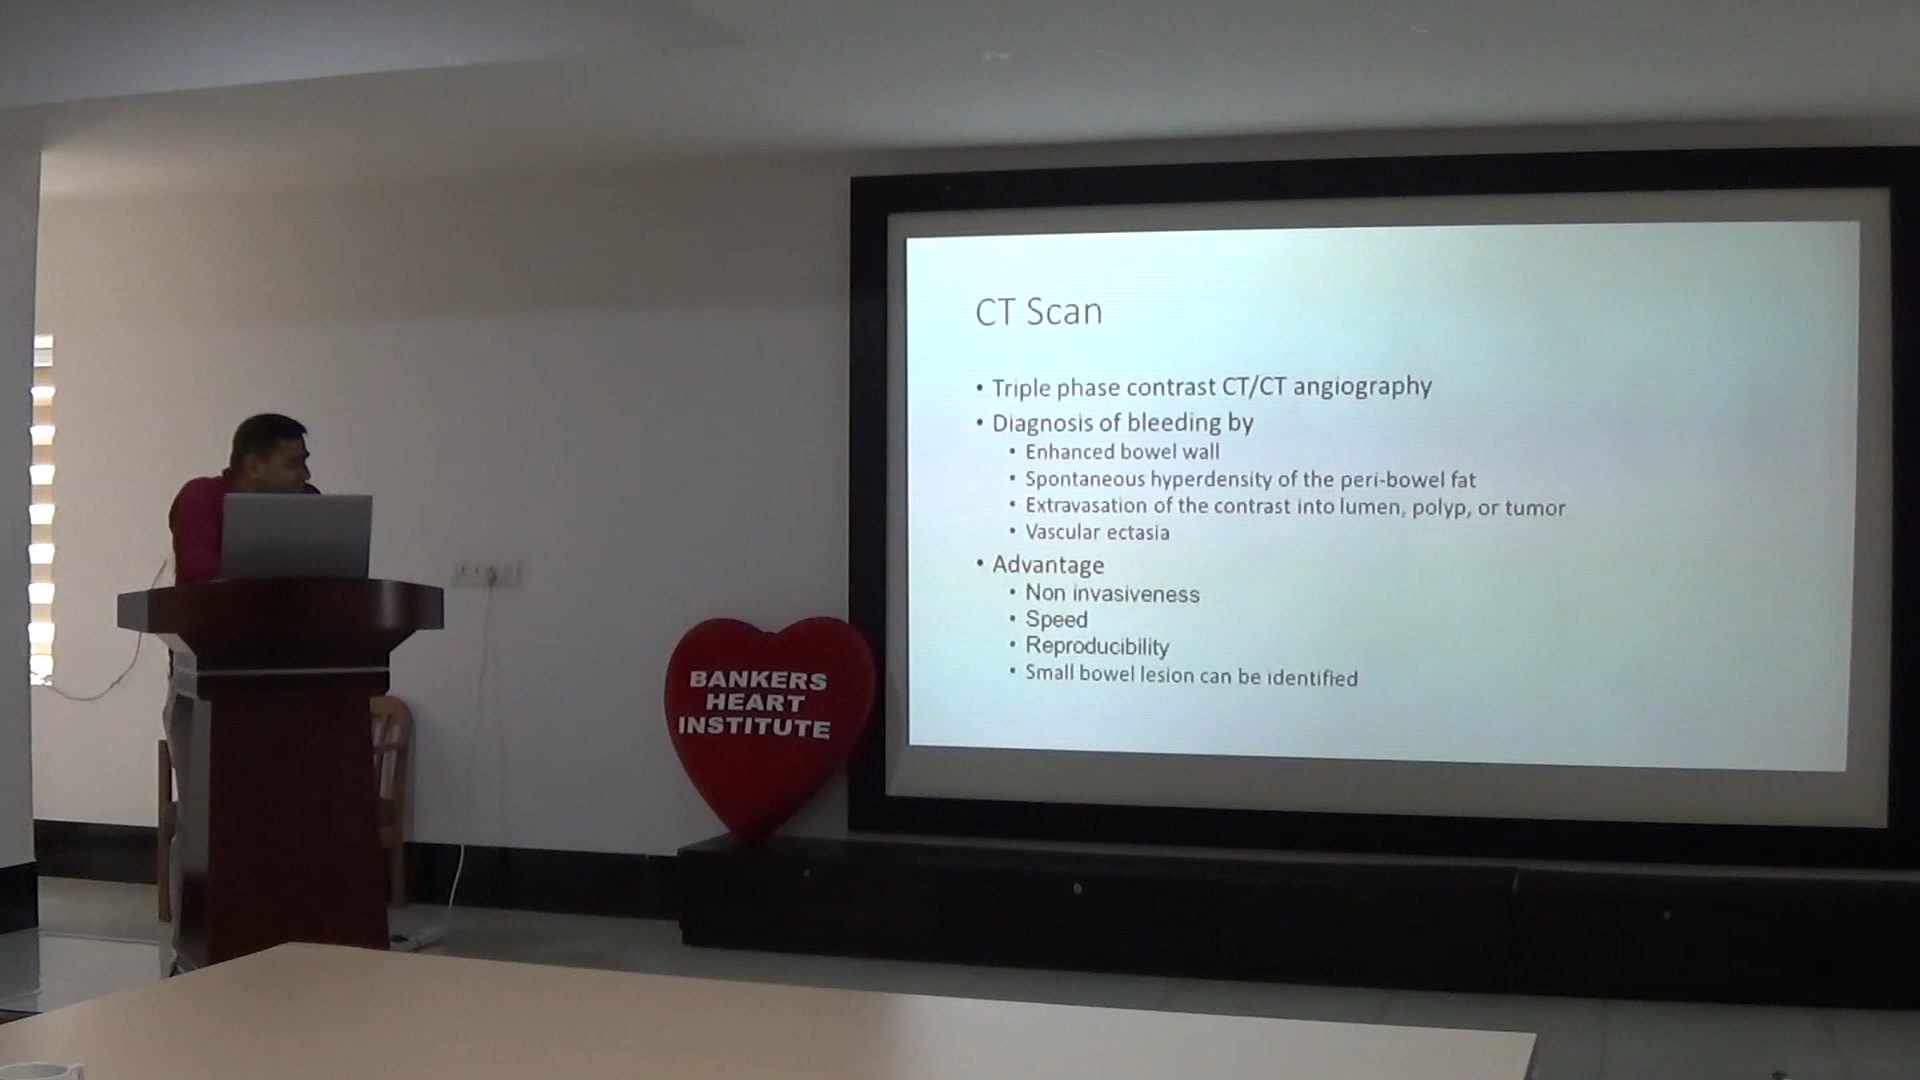 CT Scan
• Triple phase contrast CT/CT angiography
• Diagnosis of bleeding by
• Enhanced bowel wall
• Spontaneous hyperdensity of the peri-bowel fat
• Extravasation of the contrast into lumen, polyp, or tumor
• Vascular ectasia
• Advantage
• Non invasiveness
• Speed
• Reproducibility
• Small bowel lesion can be identified
BANKERS
HEART
INSTITUTE